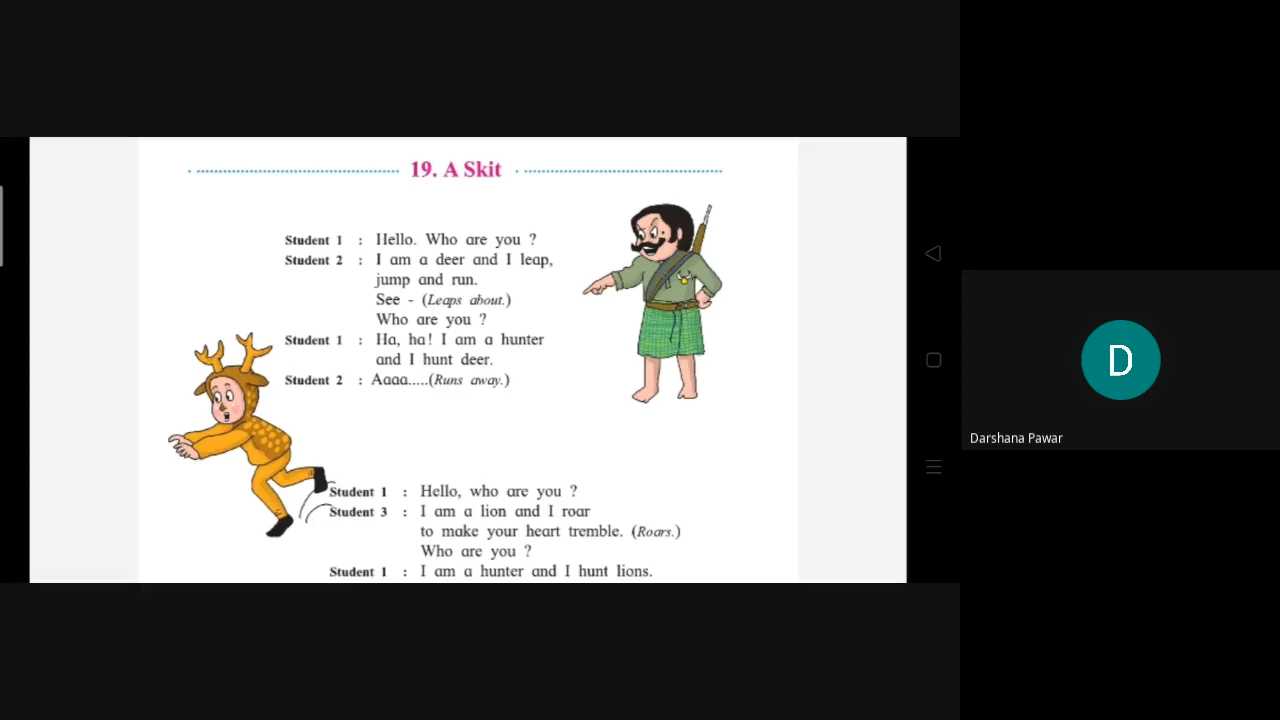 19. A Skit
Student 1 : Hello. Who are you ?
Student 2 : I am a deer and I leap,
jump and run.
See - (Leaps about.)
Who are you ?
Student 1 : Ha, ha! I am a hunter
and I hunt deer.
Student 2 : Aaaa.....(Runs away.)
Student 1 : Hello, who are you ?
Student 3 : I am a lion and I roar
to make your heart tremble. (Roars.)
Who are you ?
Student 1 : I am a hunter and I hunt lions.
D
Darshana Pawar